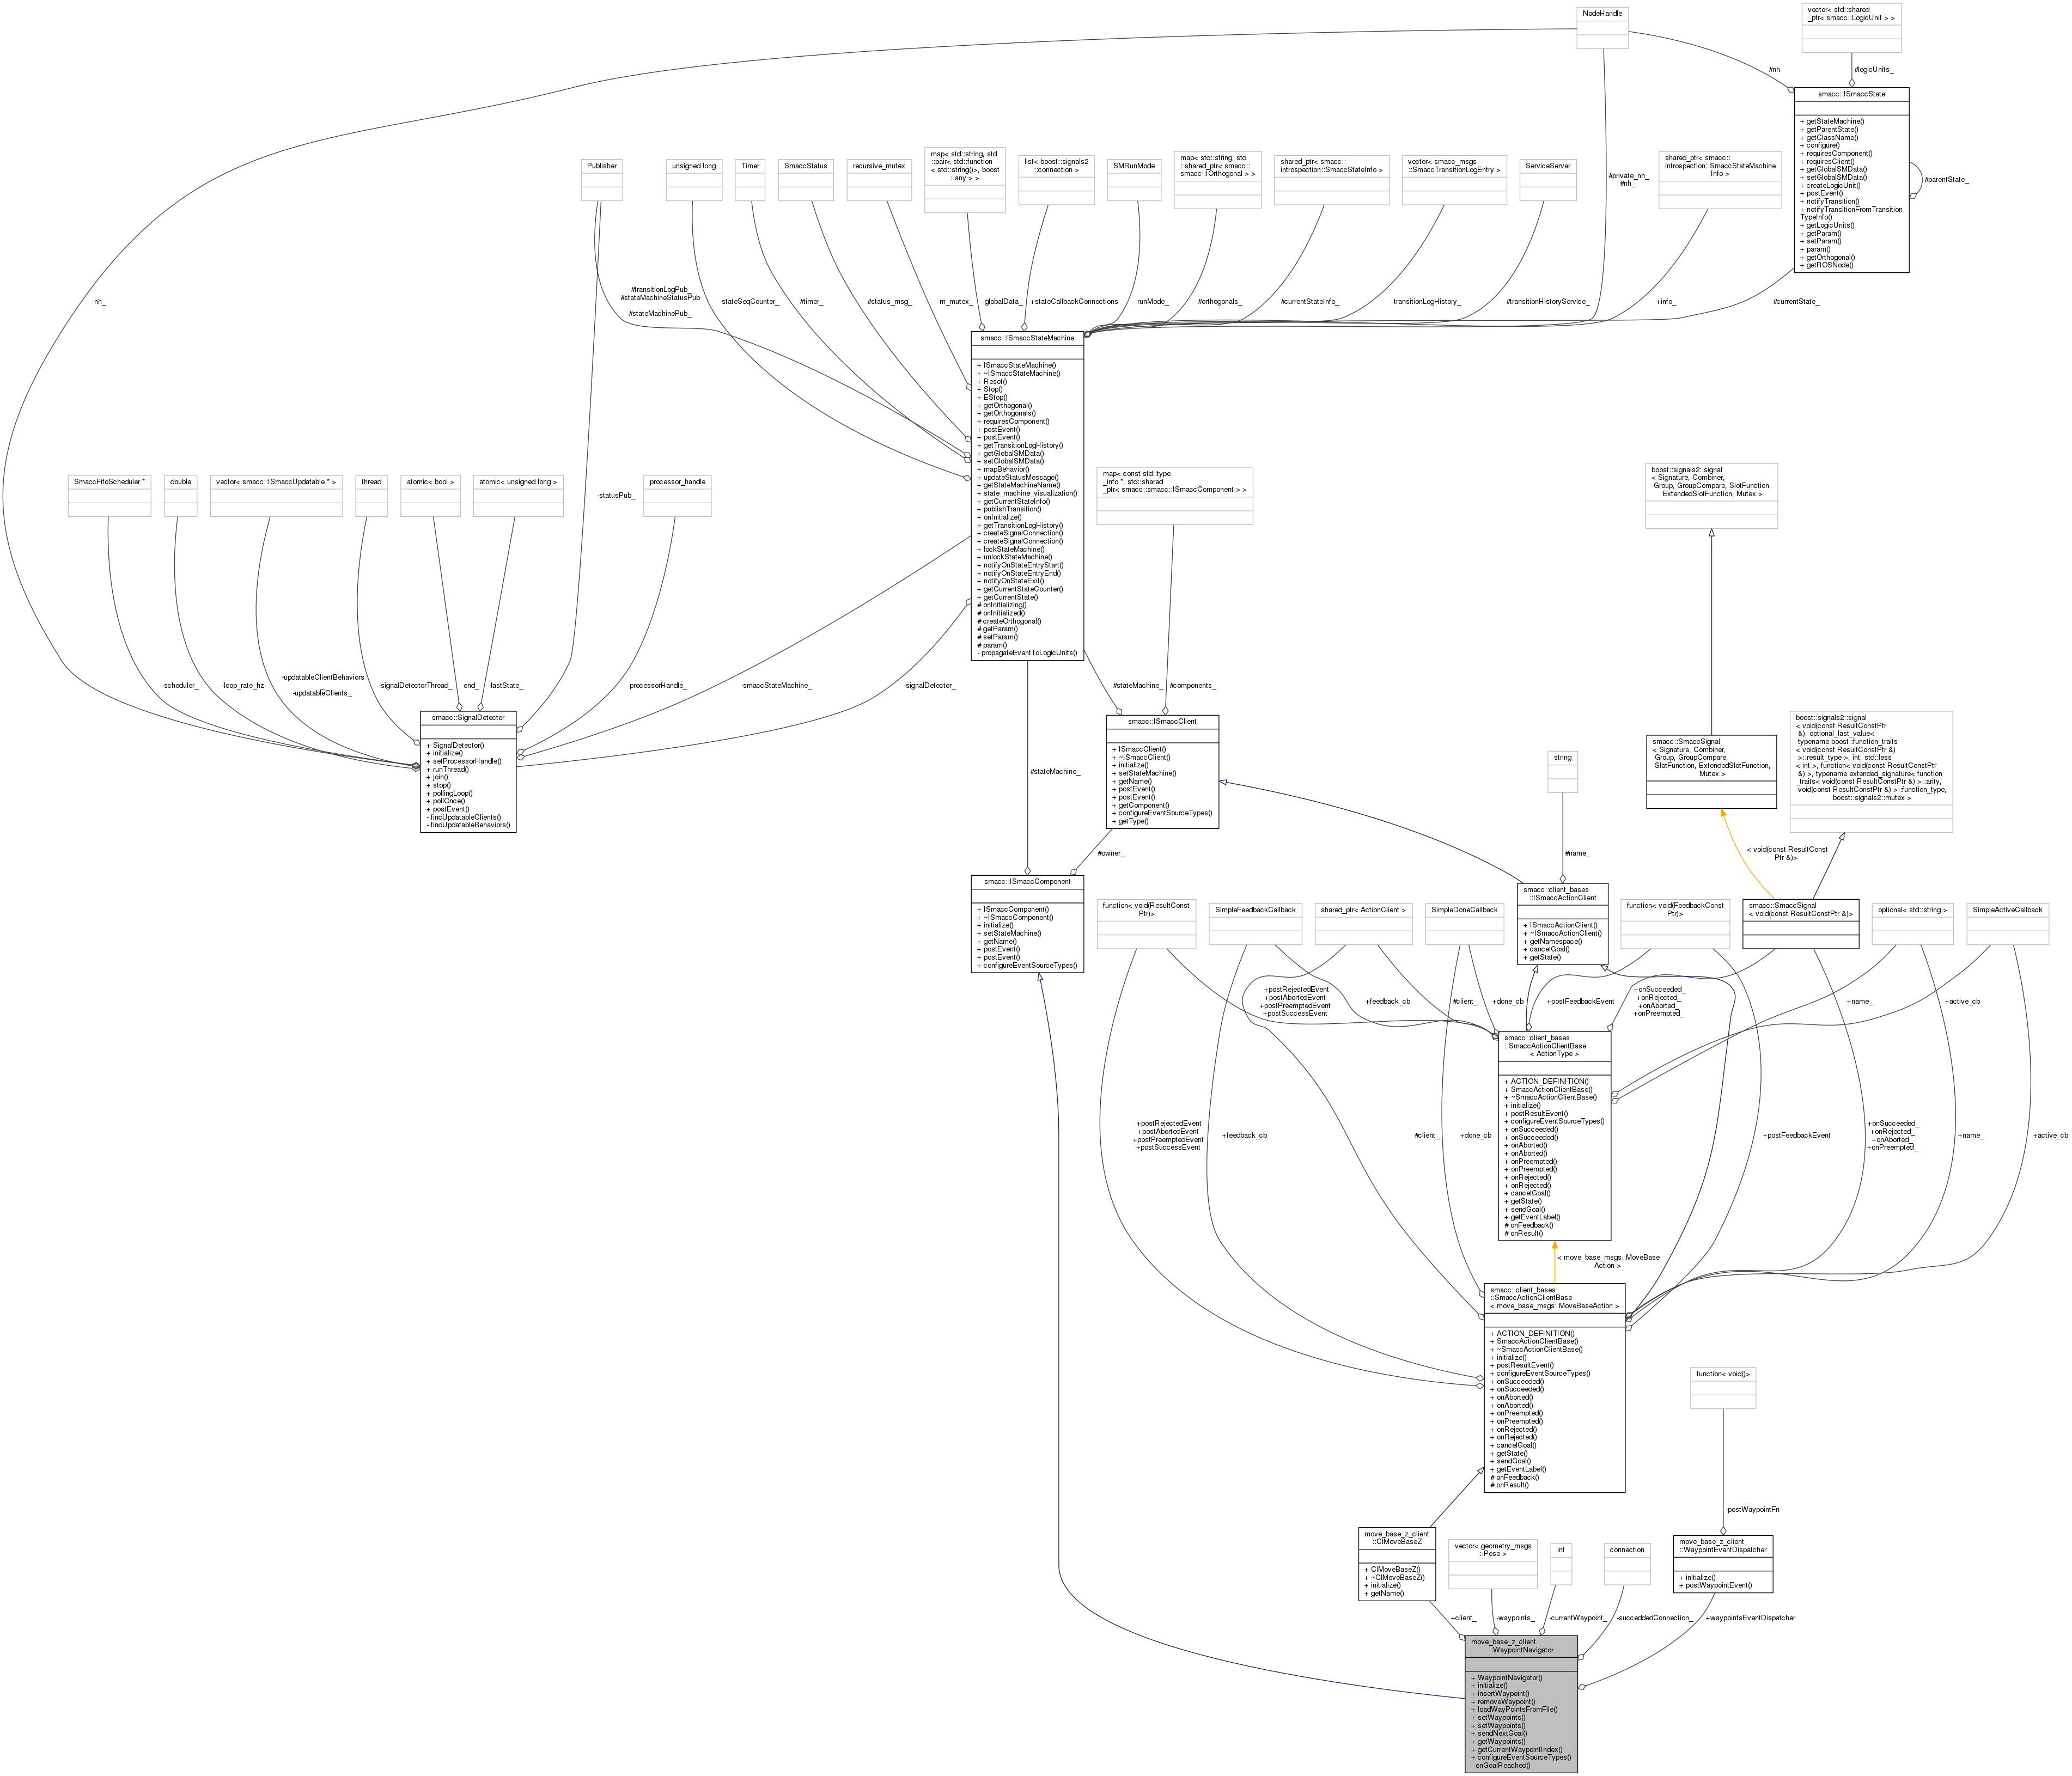 NodeHandle
vector< std::shared
_ptr< smacc::LogicUnit > >
#nh
#logicUnits_
smacc::ISmaccState
+ getStateMachine()
+ getParentState()
+ getClassName()
+ configure()
+ requiresComponent()
+ requiresClient()
+ getGlobalSMData()
+ setGlobalSMData()
+ createLogicUnit()
+ postEvent()
+ notifyTransition()
+ notifyTransitionFromTransition
TypeInfo()
+ getLogicUnits()
+ getParam()
+ setParam()
+ param()
+ getOrthogonal()
+ getROSNode()
#parentState_
Publisher
unsigned long
Timer
SmaccStatus
recursive_mutex
map< std::string, std
::pair< std::function
< std::string()>, boost
::any > >
list< boost::signals2
::connection >
SMRunMode
map< std::string, std
::shared_ptr< smacc::
smacc::IOrthogonal > >
shared_ptr< smacc::
introspection::SmaccStateInfo >
vector< smacc_msgs
::SmaccTransitionLogEntry >
ServiceServer
#private_nh_
#nh_
shared_ptr< smacc::
introspection::SmaccStateMachine
Info >
-nh_
#transitionLogPub_
#stateMachineStatusPub
_
#stateMachinePub_
-stateSeqCounter_
#timer_
#status_msg_
-m_mutex_
-globalData_
+stateCallbackConnections
-runMode_
#orthogonals_
#currentStateInfo_
-transitionLogHistory_
#transitionHistoryService_
+info_
#currentState_
smacc::ISmaccStateMachine
+ ISmaccStateMachine()
+ ~ISmaccStateMachine()
+ Reset()
+ Stop()
+ EStop()
+ getOrthogonal()
+ getOrthogonals()
+ requiresComponent()
+ postEvent()
+ postEvent()
+ getTransitionLogHistory()
+ getGlobalSMData()
+ setGlobalSMData()
+ mapBehavior()
+ updateStatusMessage()
+ getStateMachineName()
+ state_machine_visualization()
+ getCurrentStateInfo()
+ publishTransition()
+ onInitialize()
+ getTransitionLogHistory()
+ createSignalConnection()
+ createSignalConnection()
+ lockStateMachine()
+ unlockStateMachine()
+ notifyOnStateEntryStart()
+ notifyOnStateEntryEnd()
+ notifyOnStateExit()
+ getCurrentStateCounter()
+ getCurrentState()
# onInitializing()
# onInitialized()
# createOrthogonal()
# getParam()
# setParam()
# param()
- propagateEventToLogicUnits()
SmaccFifoScheduler *
double
vector< smacc::ISmaccUpdatable * >
thread
atomic< bool >
atomic< unsigned long >
-statusPub_
processor_handle
map< const std::type
_info *, std::shared
_ptr< smacc::smacc::ISmaccComponent > >
boost::signals2::signal
< Signature, Combiner,
Group, GroupCompare, SlotFunction,
ExtendedSlotFunction, Mutex >
-scheduler_
-loop_rate_hz
-updatableClientBehaviors
_
-updatableClients_
-signalDetectorThread_
-end_
-lastState_
-processorHandle_
-smaccStateMachine_
-signalDetector_
#stateMachine_
#components_
smacc::SignalDetector
+ SignalDetector()
+ initialize()
+ setProcessorHandle()
+ runThread()
+ join()
+ stop()
+ pollingLoop()
+ pollOnce()
+ postEvent()
- findUpdatableClients()
- findUpdatableBehaviors()
smacc::ISmaccClient
+ ISmaccClient()
+ ~ISmaccClient()
+ initialize()
+ setStateMachine()
+ getName()
+ postEvent()
+ postEvent()
+ getComponent()
+ configureEventSourceTypes()
+ getType()
smacc::SmaccSignal
< Signature, Combiner,
Group, GroupCompare,
SlotFunction, ExtendedSlotFunction,
Mutex >
boost::signals2::signal
< void(const ResultConstPtr
&), optional_last_value<
typename boost::function_traits
< void(const ResultConstPtr &)
>::result_type >, int, std::less
< int >, function< void(const ResultConstPtr
&) >, typename extended_signature< function
_traits< void(const ResultConstPtr &) >::arity,
void(const ResultConstPtr &) >::function_type,
boost::signals2::mutex >
string
#stateMachine_
#owner_
#name_
< void(const ResultConst
Ptr &)>
smacc::ISmaccComponent
+ ISmaccComponent()
+ ~ISmaccComponent()
+ initialize()
+ setStateMachine()
+ getName()
+ postEvent()
+ postEvent()
+ configureEventSourceTypes()
function< void(ResultConst
Ptr)>
SimpleFeedbackCallback
shared_ptr< ActionClient >
SimpleDoneCallback
smacc::client_bases
::ISmaccActionClient
+ ISmaccActionClient()
+ ~ISmaccActionClient()
+ getNamespace()
+ cancelGoal()
+ getState()
function< void(FeedbackConst
Ptr)>
smacc::SmaccSignal
< void(const ResultConstPtr &)>
optional< std::string >
SimpleActiveCallback
+postRejectedEvent
+postAbortedEvent
+postPreemptedEvent
+postSuccessEvent
+feedback_cb
#client_
+done_cb
+postFeedbackEvent
+onSucceeded_
+onRejected_
+onAborted_
+onPreempted_
+name_
+active_cb
smacc::client_bases
::SmaccActionClientBase
< ActionType >
+ ACTION_DEFINITION()
+ SmaccActionClientBase()
+ ~SmaccActionClientBase()
+ initialize()
+ postResultEvent()
+ configureEventSourceTypes()
+ onSucceeded()
+ onSucceeded()
+ onAborted()
+ onAborted()
+ onPreempted()
+ onPreempted()
+ onRejected()
+ onRejected()
+ cancelGoal()
+ getState()
+ sendGoal()
+ getEventLabel()
# onFeedback()
# onResult()
+postRejectedEvent
+postAbortedEvent
+postPreemptedEvent
+postSuccessEvent
+feedback_cb
#client_
+done_cb
+postFeedbackEvent
+onSucceeded_
+onRejected_
+onAborted_
+onPreempted_
+name_
+active_cb
< move_base_msgs::MoveBase
Action >
smacc::client_bases
::SmaccActionClientBase
< move_base_msgs::MoveBaseAction >
+ ACTION_DEFINITION()
+ SmaccActionClientBase()
+ ~SmaccActionClientBase()
+ initialize()
+ postResultEvent()
+ configureEventSourceTypes()
+ onSucceeded()
+ onSucceeded()
+ onAborted()
+ onAborted()
+ onPreempted()
+ onPreempted()
+ onRejected()
+ onRejected()
+ cancelGoal()
+ getState()
+ sendGoal()
+ getEventLabel()
# onFeedback()
# onResult()
function< void()>
-postWaypointFn
move_base_z_client
::ClMoveBaseZ
+ ClMoveBaseZ()
+ ~ClMoveBaseZ()
+ initialize()
+ getName()
vector< geometry_msgs
::Pose >
int
connection
move_base_z_client
::WaypointEventDispatcher
+ initialize()
+ postWaypointEvent()
+client_
-waypoints_
-currentWaypoint_
-succeddedConnection_
+waypointsEventDispatcher
move_base_z_client
::WaypointNavigator
+ WaypointNavigator()
+ initialize()
+ insertWaypoint()
+ removeWaypoint()
+ loadWayPointsFromFile()
+ setWaypoints()
+ setWaypoints()
+ sendNextGoal()
+ getWaypoints()
+ getCurrentWaypointIndex()
+ configureEventSourceTypes()
- onGoalReached()